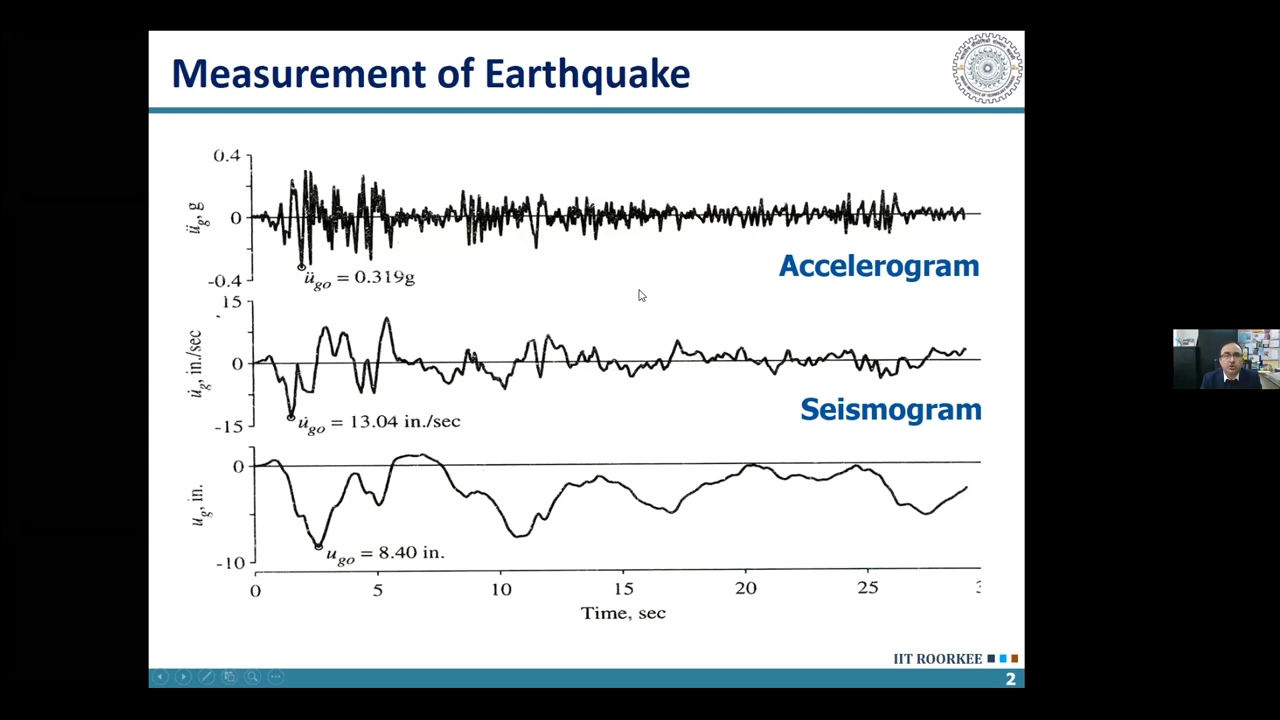 Measurement of Earthquake
0.4
0
-0.4
üg, g
ügo = 0.319g
Accelerogram
15
0
-15
u̇g, in./sec
u̇go = 13.04 in./sec
Seismogram
0
-10
ug, in.
ugo = 8.40 in.
0 5 10 15 20 25
Time, sec
IIT ROORKEE
2